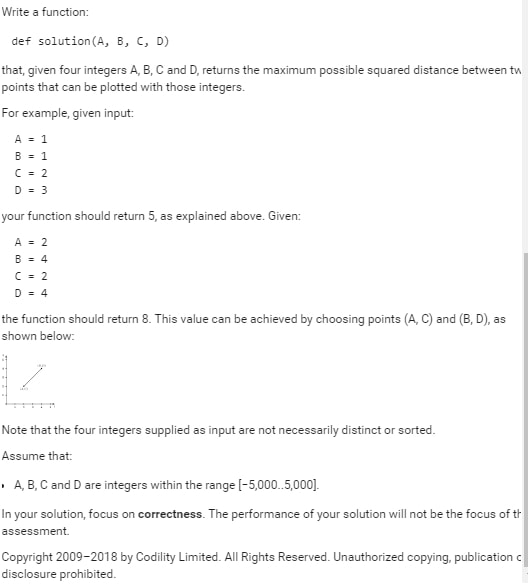 Write a function:
def solution(A, B, C, D)
that, given four integers A, B, C and D, returns the maximum possible squared distance between tw
points that can be plotted with those integers.
For example, given input:
A = 1
B = 1
C = 2
D = 3
your function should return 5, as explained above. Given:
A = 2
B = 4
C = 2
D = 4
the function should return 8. This value can be achieved by choosing points (A, C) and (B, D), as
shown below:
Note that the four integers supplied as input are not necessarily distinct or sorted.
Assume that:
• A, B, C and D are integers within the range [-5,000..5,000].
In your solution, focus on correctness. The performance of your solution will not be the focus of th
assessment.
Copyright 2009–2018 by Codility Limited. All Rights Reserved. Unauthorized copying, publication o
disclosure prohibited.